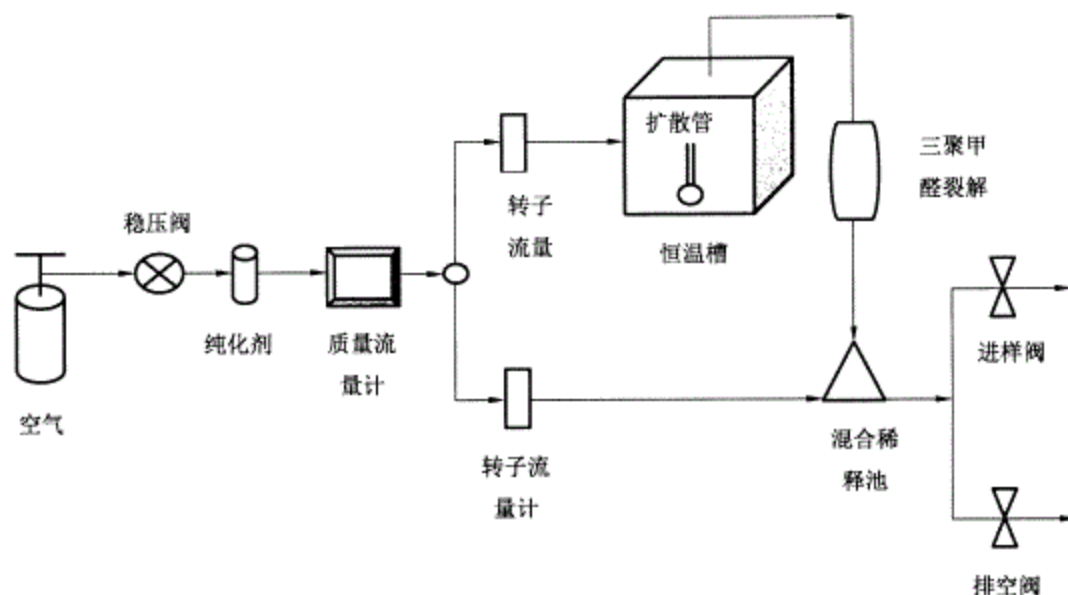 扩散管
三聚甲
醛裂解
转子
流量
恒温槽
稳压阀
纯化剂
质量流
量计
空气
进样阀
转子流
量计
混合稀
释池
排空阀